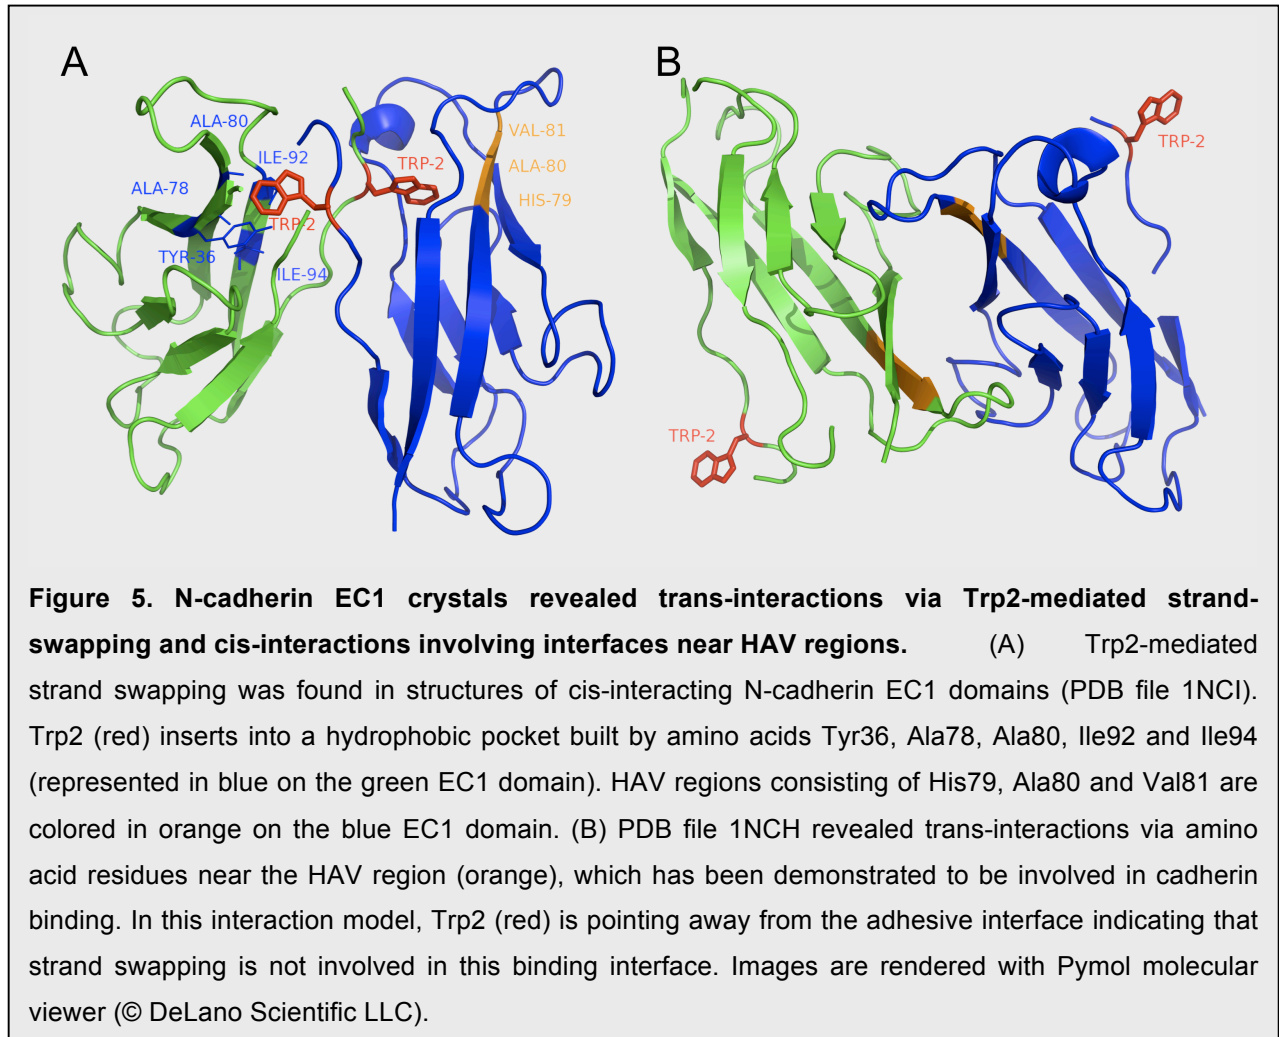 A
B
ALA-80
VAL-81
ILE-92
TRP-2
TRP-2
ALA-80
ALA-78
HIS-79
TRP-2
TYR-36
ILE-94
TRP-2
Figure 5. N-cadherin EC1 crystals revealed trans-interactions via Trp2-mediated strand-
swapping and cis-interactions involving interfaces near HAV regions. (A) Trp2-mediated
strand swapping was found in structures of cis-interacting N-cadherin EC1 domains (PDB file 1NCI).
Trp2 (red) inserts into a hydrophobic pocket built by amino acids Tyr36, Ala78, Ala80, Ile92 and Ile94
(represented in blue on the green EC1 domain). HAV regions consisting of His79, Ala80 and Val81 are
colored in orange on the blue EC1 domain. (B) PDB file 1NCH revealed trans-interactions via amino
acid residues near the HAV region (orange), which has been demonstrated to be involved in cadherin
binding. In this interaction model, Trp2 (red) is pointing away from the adhesive interface indicating that
strand swapping is not involved in this binding interface. Images are rendered with Pymol molecular
viewer (© DeLano Scientific LLC).